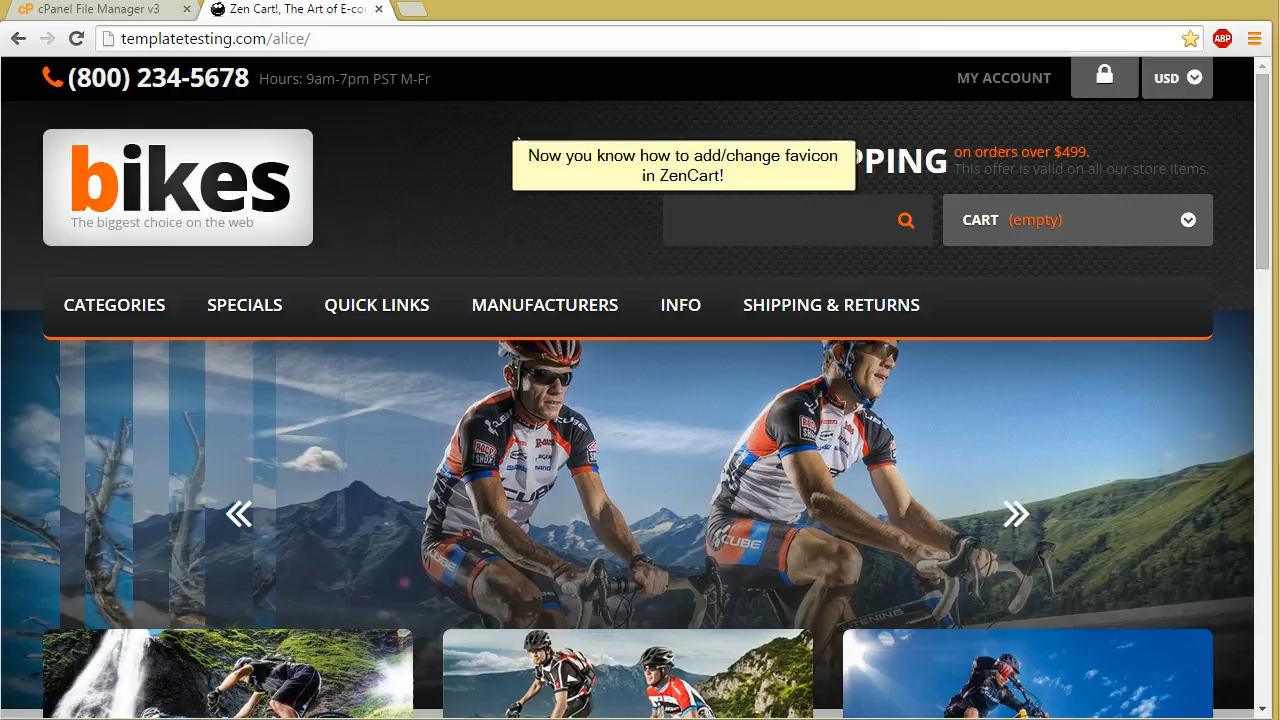 cPanel File Manager v3
Zen Cart!, The Art of E-co
templatetesting.com/alice/
ABP
(800) 234-5678 Hours: 9am-7pm PST M-Fr
MY ACCOUNT
USD
bikes
The biggest choice on the web
Now you know how to add/change favicon
in ZenCart!
PPING on orders over $499.
This offer is valid on all our store items.
CART (empty)
CATEGORIES SPECIALS QUICK LINKS MANUFACTURERS INFO SHIPPING & RETURNS
CUBE
CUBE